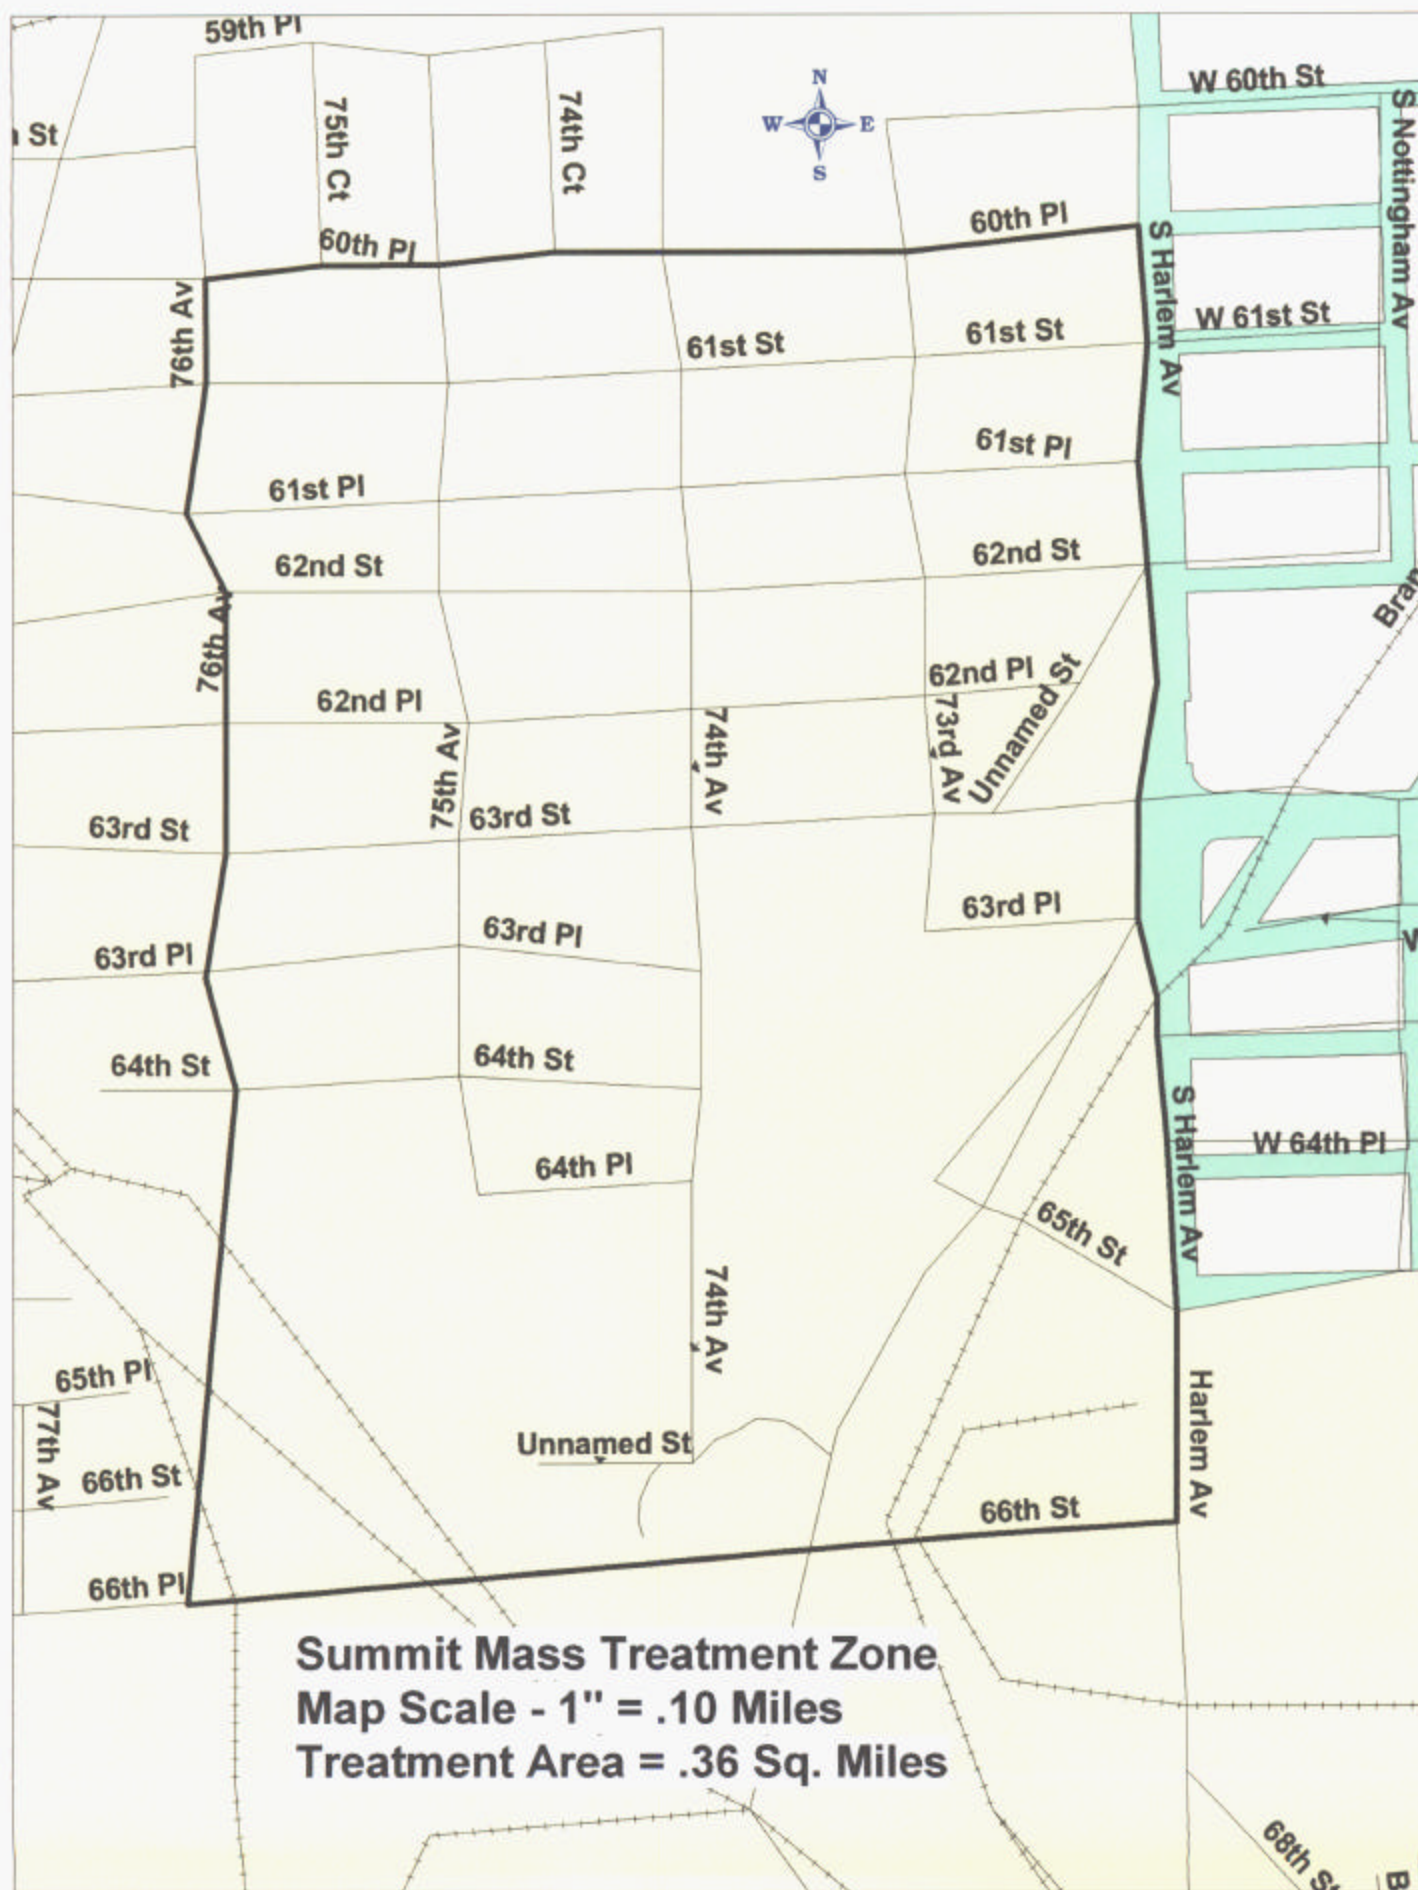 59th Pl
W 60th St
S Nottingham Av
St
75th Ct
74th Ct
N
W
E
S
60th Pl
60th Pl
S Harlem Av
76th Av
61st St
61st St
W 61st St
61st Pl
61st Pl
62nd St
62nd St
76th Av
62nd Pl
62nd Pl
Unnamed St
75th Av
74th Av
73rd Av
63rd St
63rd St
63rd Pl
63rd Pl
63rd Pl
64th St
64th St
S Harlem Av
W 64th Pl
64th Pl
65th St
74th Av
65th Pl
77th Av
Harlem Av
Unnamed St
66th St
66th St
66th Pl
Summit Mass Treatment Zone
Map Scale - 1" = .10 Miles
Treatment Area = .36 Sq. Miles
68th St